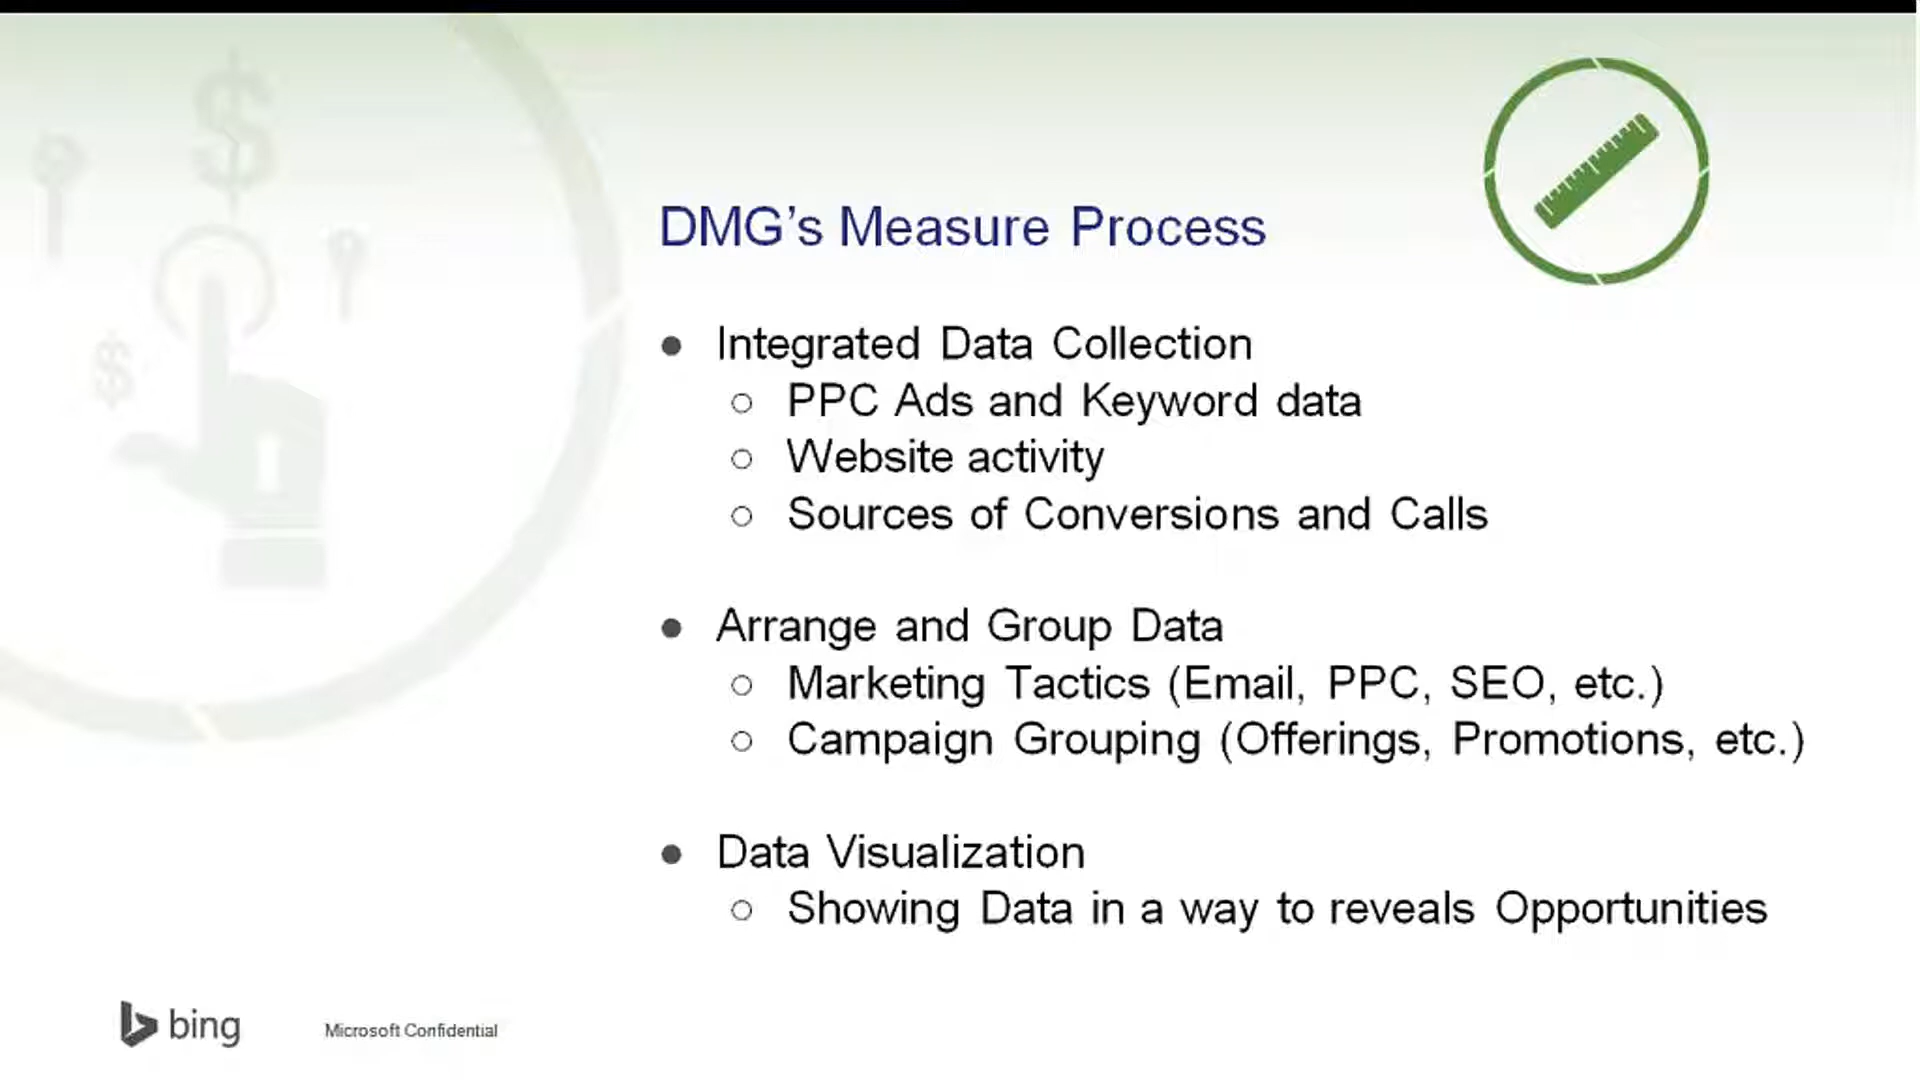 DMG's Measure Process
● Integrated Data Collection
○ PPC Ads and Keyword data
○ Website activity
○ Sources of Conversions and Calls
● Arrange and Group Data
○ Marketing Tactics (Email, PPC, SEO, etc.)
○ Campaign Grouping (Offerings, Promotions, etc.)
● Data Visualization
○ Showing Data in a way to reveals Opportunities
bing
Microsoft Confidential